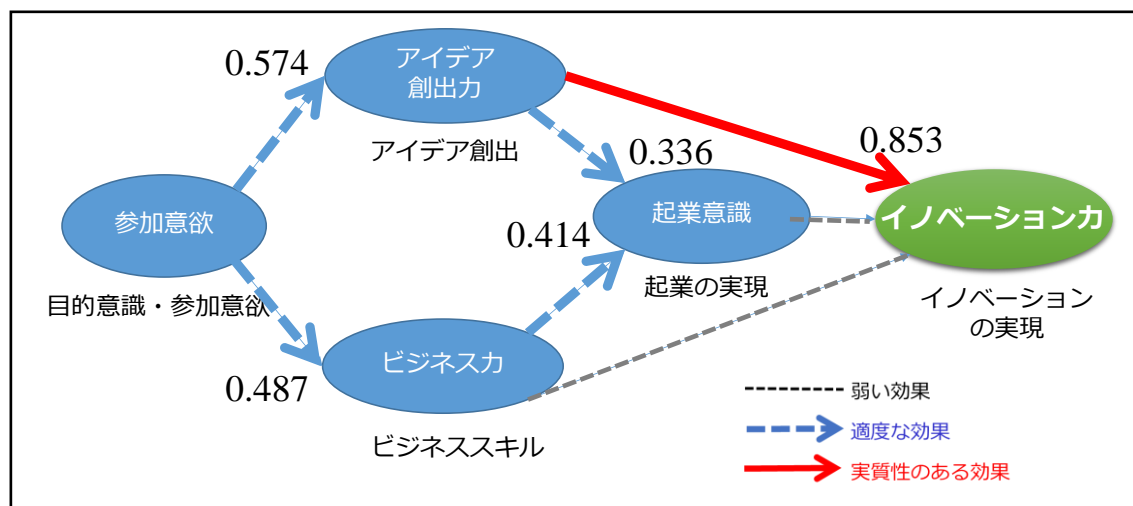 0.574
アイデア
創出力
アイデア創出
0.853
0.336
参加意欲
起業意識
イノベーション力
0.414
目的意識・参加意欲
起業の実現
イノベーション
の実現
ビジネス力
0.487
ビジネススキル
弱い効果
適度な効果
実質性のある効果